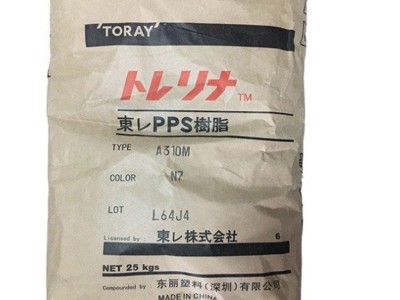 'TORAY'
トレリナ™
東レPPS樹脂
TYPE A310M
COLOR N7
LOT L64J4
Licensed by : 東レ株式会社 6
NET 25 kgs
Compounded by : 东丽塑料(深圳)有限公司
MADE IN CHINA